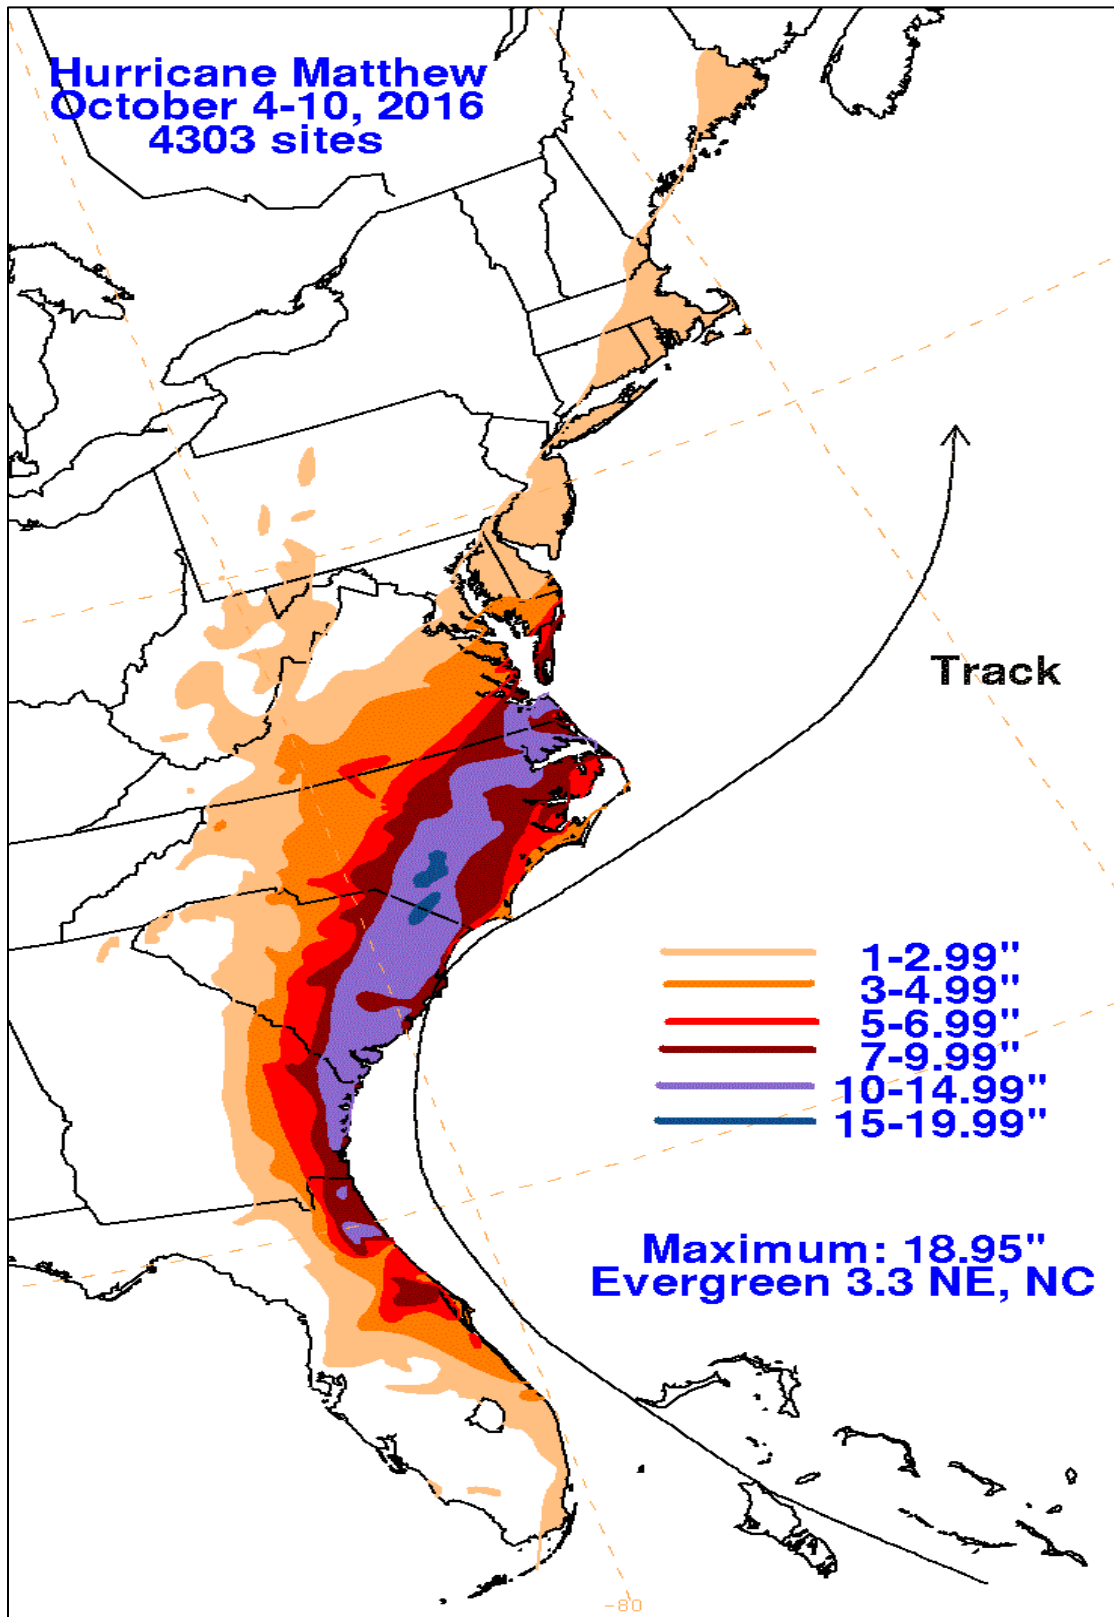 Hurricane Matthew
October 4-10, 2016
4303 sites
Track
1-2.99"
3-4.99"
5-6.99"
7-9.99"
10-14.99"
15-19.99"
Maximum: 18.95"
Evergreen 3.3 NE, NC
-80